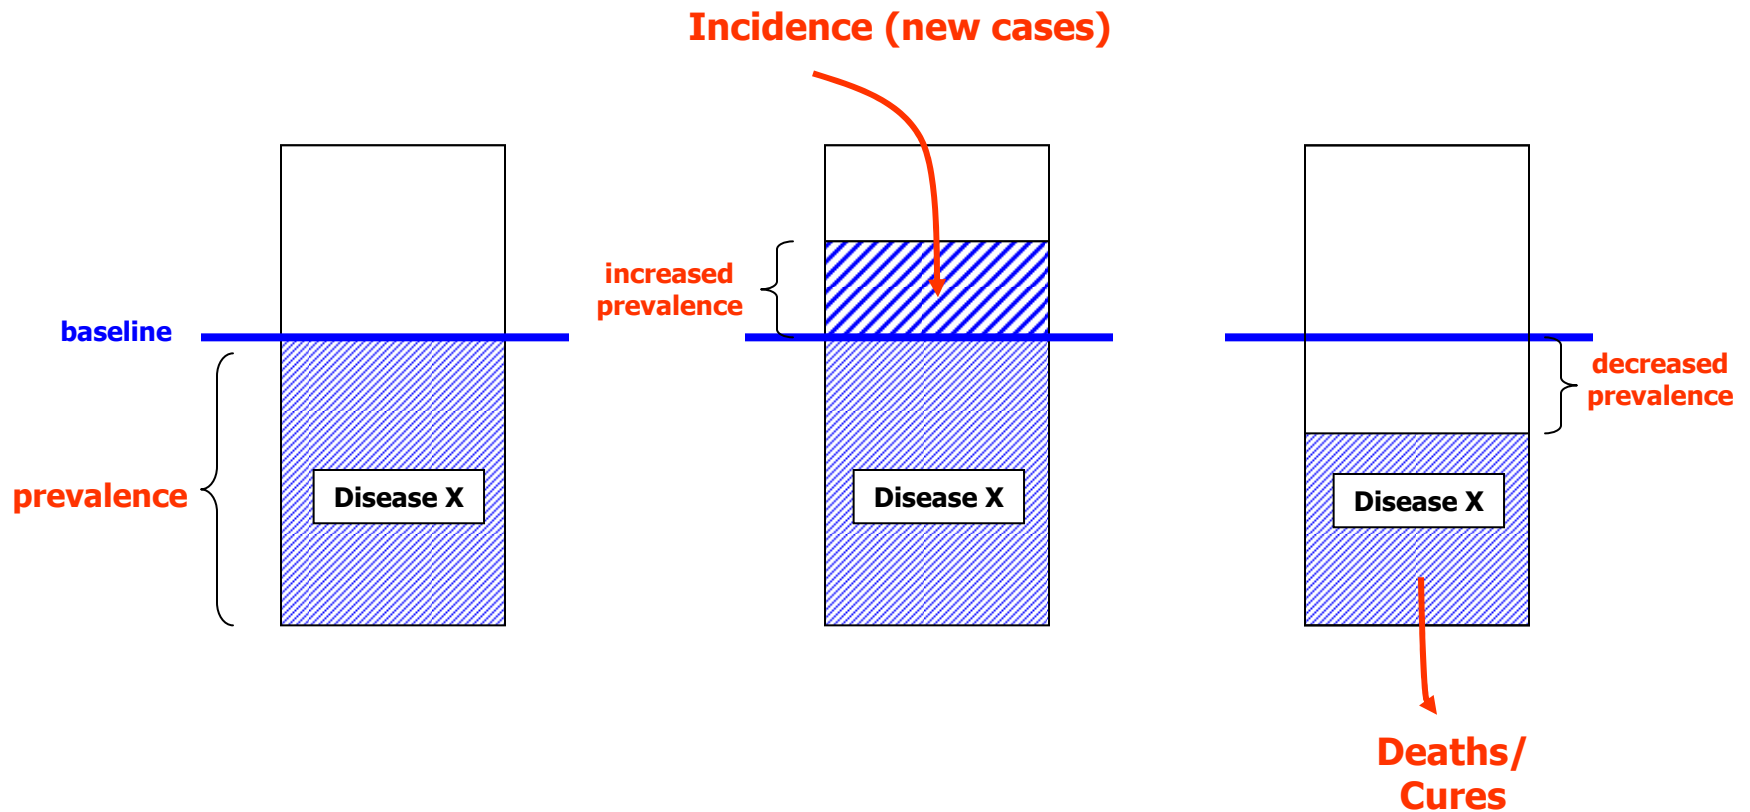 Incidence (new cases)
increased
prevalence
baseline
decreased
prevalence
prevalence
Disease X
Disease X
Disease X
Deaths/
Cures